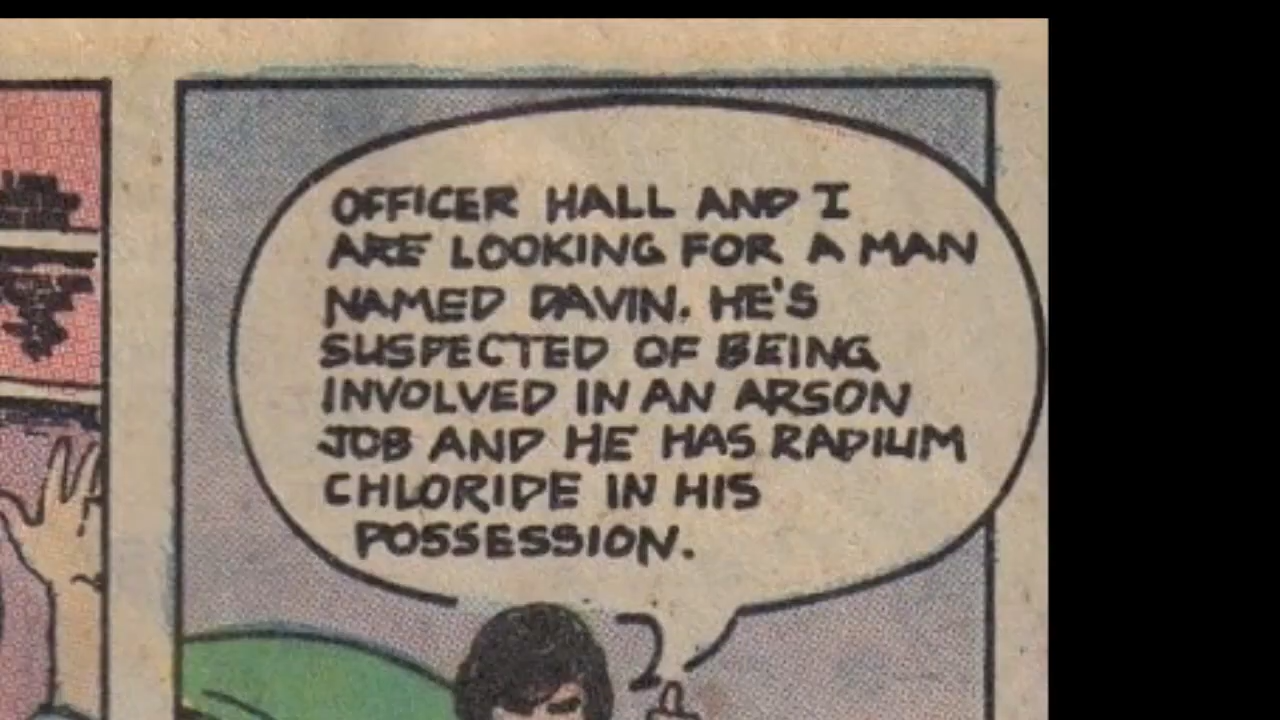 OFFICER HALL AND I
ARE LOOKING FOR A MAN
NAMED DAVIN. HE'S
SUSPECTED OF BEING
INVOLVED IN AN ARSON
JOB AND HE HAS RADIUM
CHLORIDE IN HIS
POSSESSION.